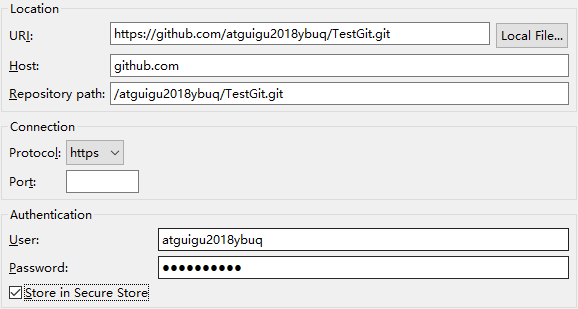 Location
URI: https://github.com/atguigu2018ybuq/TestGit.git Local File...
Host: github.com
Repository path: /atguigu2018ybuq/TestGit.git
Connection
Protocol: https
Port:
Authentication
User: atguigu2018ybuq
Password: ●●●●●●●●●●
Store in Secure Store